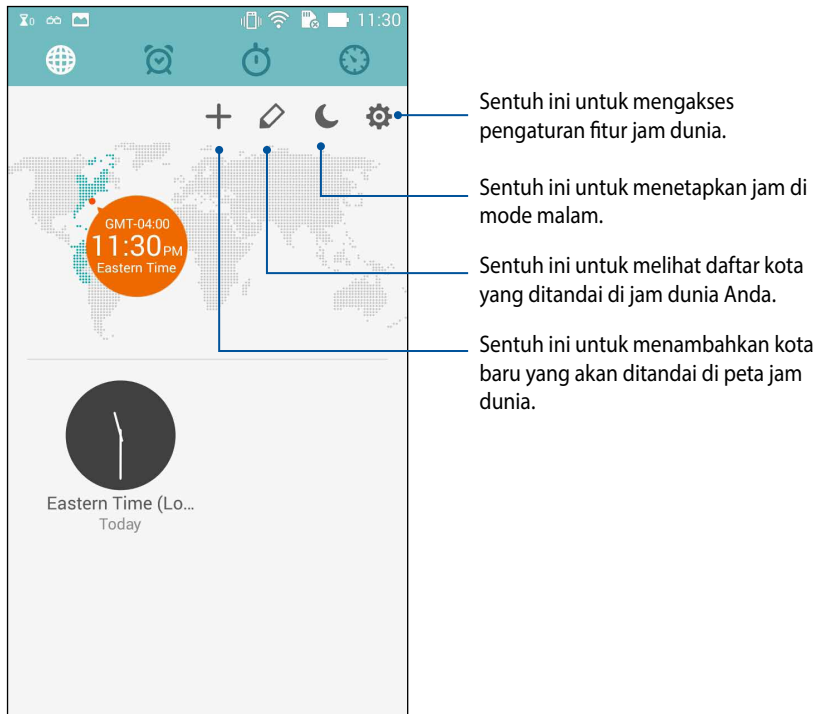 0
11:30
Sentuh ini untuk mengakses
pengaturan fitur jam dunia.
Sentuh ini untuk menetapkan jam di
mode malam.
Sentuh ini untuk melihat daftar kota
yang ditandai di jam dunia Anda.
Sentuh ini untuk menambahkan kota
baru yang akan ditandai di peta jam
dunia.
GMT-04:00
11:30PM
Eastern Time
Eastern Time (Lo...
Today